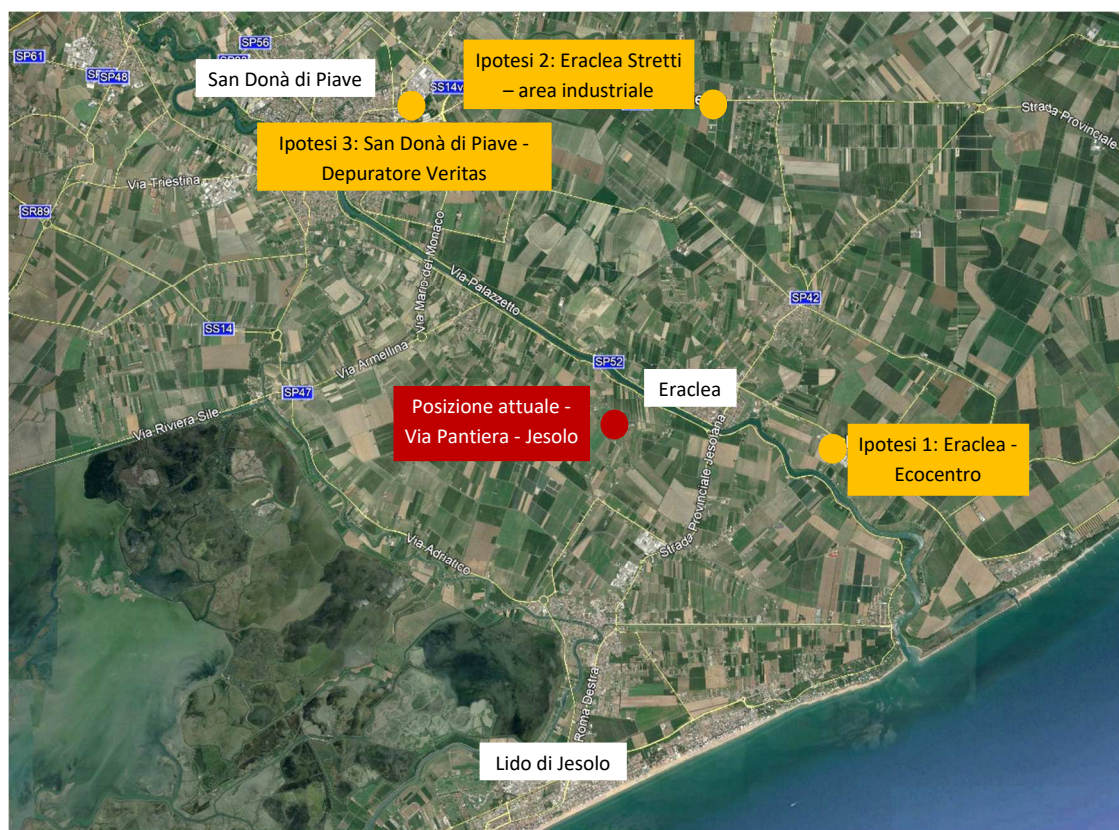 SP56
SP61
SP48
San Donà di Piave
SS14v
Ipotesi 2: Eraclea Stretti
– area industriale
Strada Provinciale
Ipotesi 3: San Donà di Piave -
Depuratore Veritas
Via Triestina
SR89
Via Mario del Monaco
Via Palazzetto
SP42
SS14
Via Armellina
SP52
SP47
Eraclea
Via Riviera Sile
Posizione attuale -
Via Pantiera - Jesolo
Strada Provinciale Jesolana
Ipotesi 1: Eraclea -
Ecocentro
Via Adriatico
Roma Destra
Lido di Jesolo